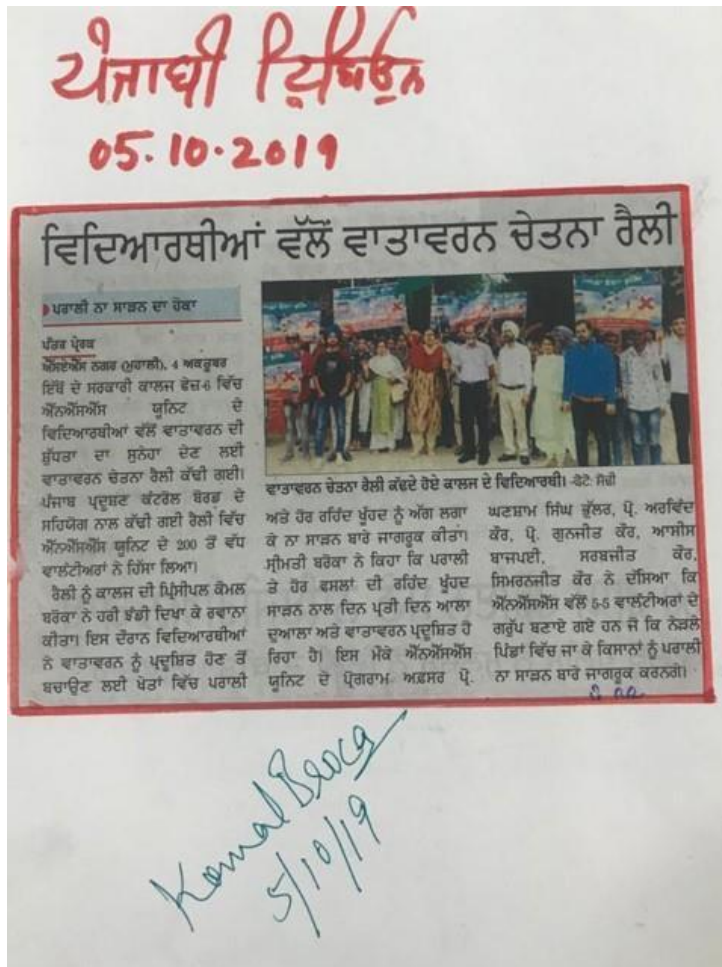 ਪੰਜਾਬੀ ਟ੍ਰਿਬਿਊਨ
05.10.2019
ਵਿਦਿਆਰਥੀਆਂ ਵੱਲੋਂ ਵਾਤਾਵਰਨ ਚੇਤਨਾ ਰੈਲੀ
ਪਰਾਲੀ ਨਾ ਸਾੜਨ ਦਾ ਹੋਕਾ
ਪੱਤਰ ਪ੍ਰੇਰਕ
ਐੱਸਏਐੱਸ ਨਗਰ (ਮੁਹਾਲੀ), 4 ਅਕਤੂਬਰ
ਇੱਥੋਂ ਦੇ ਸਰਕਾਰੀ ਕਾਲਜ ਫੇਜ਼-6 ਵਿੱਚ
ਐੱਨਐੱਸਐੱਸ ਯੂਨਿਟ ਦੇ
ਵਿਦਿਆਰਥੀਆਂ ਵੱਲੋਂ ਵਾਤਾਵਰਨ ਦੀ
ਸ਼ੁੱਧਤਾ ਦਾ ਸੁਨੇਹਾ ਦੇਣ ਲਈ
ਵਾਤਾਵਰਨ ਚੇਤਨਾ ਰੈਲੀ ਕੱਢੀ ਗਈ।
ਪੰਜਾਬ ਪ੍ਰਦੂਸ਼ਣ ਕੰਟਰੋਲ ਬੋਰਡ ਦੇ
ਸਹਿਯੋਗ ਨਾਲ ਕੱਢੀ ਗਈ ਰੈਲੀ ਵਿੱਚ
ਐੱਨਐੱਸਐੱਸ ਯੂਨਿਟ ਦੇ 200 ਤੋਂ ਵੱਧ
ਵਾਲੰਟੀਅਰਾਂ ਨੇ ਹਿੱਸਾ ਲਿਆ।
ਰੈਲੀ ਨੂੰ ਕਾਲਜ ਦੀ ਪ੍ਰਿੰਸੀਪਲ ਕੋਮਲ
ਬਰੋਕਾ ਨੇ ਹਰੀ ਝੰਡੀ ਦਿਖਾ ਕੇ ਰਵਾਨਾ
ਕੀਤਾ। ਇਸ ਦੌਰਾਨ ਵਿਦਿਆਰਥੀਆਂ
ਨੇ ਵਾਤਾਵਰਨ ਨੂੰ ਪ੍ਰਦੂਸ਼ਿਤ ਹੋਣ ਤੋਂ
ਬਚਾਉਣ ਲਈ ਖੇਤਾਂ ਵਿੱਚ ਪਰਾਲੀ
ਵਾਤਾਵਰਨ ਚੇਤਨਾ ਰੈਲੀ ਕੱਢਦੇ ਹੋਏ ਕਾਲਜ ਦੇ ਵਿਦਿਆਰਥੀ। -ਫੋਟੋ: ਸੋਢੀ
ਅਤੇ ਹੋਰ ਰਹਿੰਦ ਖੂੰਹਦ ਨੂੰ ਅੱਗ ਲਗਾ
ਕੇ ਨਾ ਸਾੜਨ ਬਾਰੇ ਜਾਗਰੂਕ ਕੀਤਾ।
ਸ੍ਰੀਮਤੀ ਬਰੋਕਾ ਨੇ ਕਿਹਾ ਕਿ ਪਰਾਲੀ
ਤੇ ਹੋਰ ਫਸਲਾਂ ਦੀ ਰਹਿੰਦ ਖੂੰਹਦ
ਸਾੜਨ ਨਾਲ ਦਿਨ ਪ੍ਰਤੀ ਦਿਨ ਆਲਾ
ਦੁਆਲਾ ਅਤੇ ਵਾਤਾਵਰਨ ਪ੍ਰਦੂਸ਼ਿਤ ਹੋ
ਰਿਹਾ ਹੈ। ਇਸ ਮੌਕੇ ਐੱਨਐੱਸਐੱਸ
ਯੂਨਿਟ ਦੇ ਪ੍ਰੋਗਰਾਮ ਅਫ਼ਸਰ ਪ੍ਰੋ.
ਘਣਸ਼ਾਮ ਸਿੰਘ ਭੁੱਲਰ, ਪ੍ਰੋ. ਅਰਵਿੰਦ
ਕੌਰ, ਪ੍ਰੋ. ਗੁਨਜੀਤ ਕੌਰ, ਆਸੀਸ
ਬਾਜਪਈ, ਸਰਬਜੀਤ ਕੌਰ,
ਸਿਮਰਨਜੀਤ ਕੌਰ ਨੇ ਦੱਸਿਆ ਕਿ
ਐੱਨਐੱਸਐੱਸ ਵੱਲੋਂ 5-5 ਵਾਲੰਟੀਅਰਾਂ ਦੇ
ਗਰੁੱਪ ਬਣਾਏ ਗਏ ਹਨ ਜੋ ਕਿ ਨੇੜਲੇ
ਪਿੰਡਾਂ ਵਿੱਚ ਜਾ ਕੇ ਕਿਸਾਨਾਂ ਨੂੰ ਪਰਾਲੀ
ਨਾ ਸਾੜਨ ਬਾਰੇ ਜਾਗਰੂਕ ਕਰਨਗੇ।
Komal Broca
5/10/19